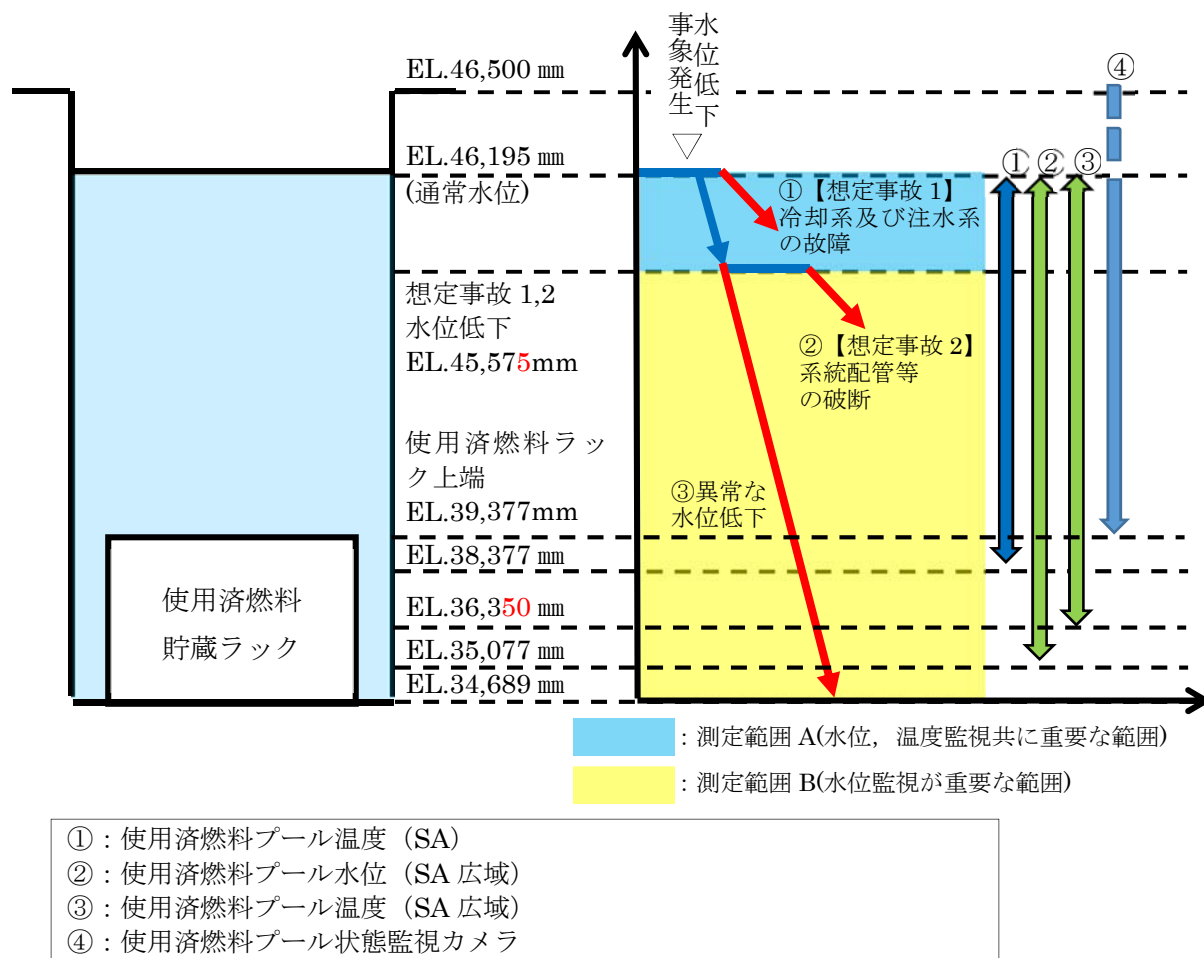 EL.46,500 ㎜
EL.46,195 ㎜
(通常水位)
想定事故 1,2
水位低下
EL.45,575mm
使用済燃料ラッ
ク上端
EL.39,377mm
EL.38,377 ㎜
EL.36,350 ㎜
EL.35,077 ㎜
EL.34,689 ㎜
使用済燃料
貯蔵ラック
水位低下
事象発生
▽
①【想定事故 1】
冷却系及び注水系
の故障
②【想定事故 2】
系統配管等
の破断
③異常な
水位低下
① ② ③
④
：測定範囲 A(水位，温度監視共に重要な範囲)
：測定範囲 B(水位監視が重要な範囲)
①：使用済燃料プール温度（SA）
②：使用済燃料プール水位（SA 広域）
③：使用済燃料プール温度（SA 広域）
④：使用済燃料プール状態監視カメラ